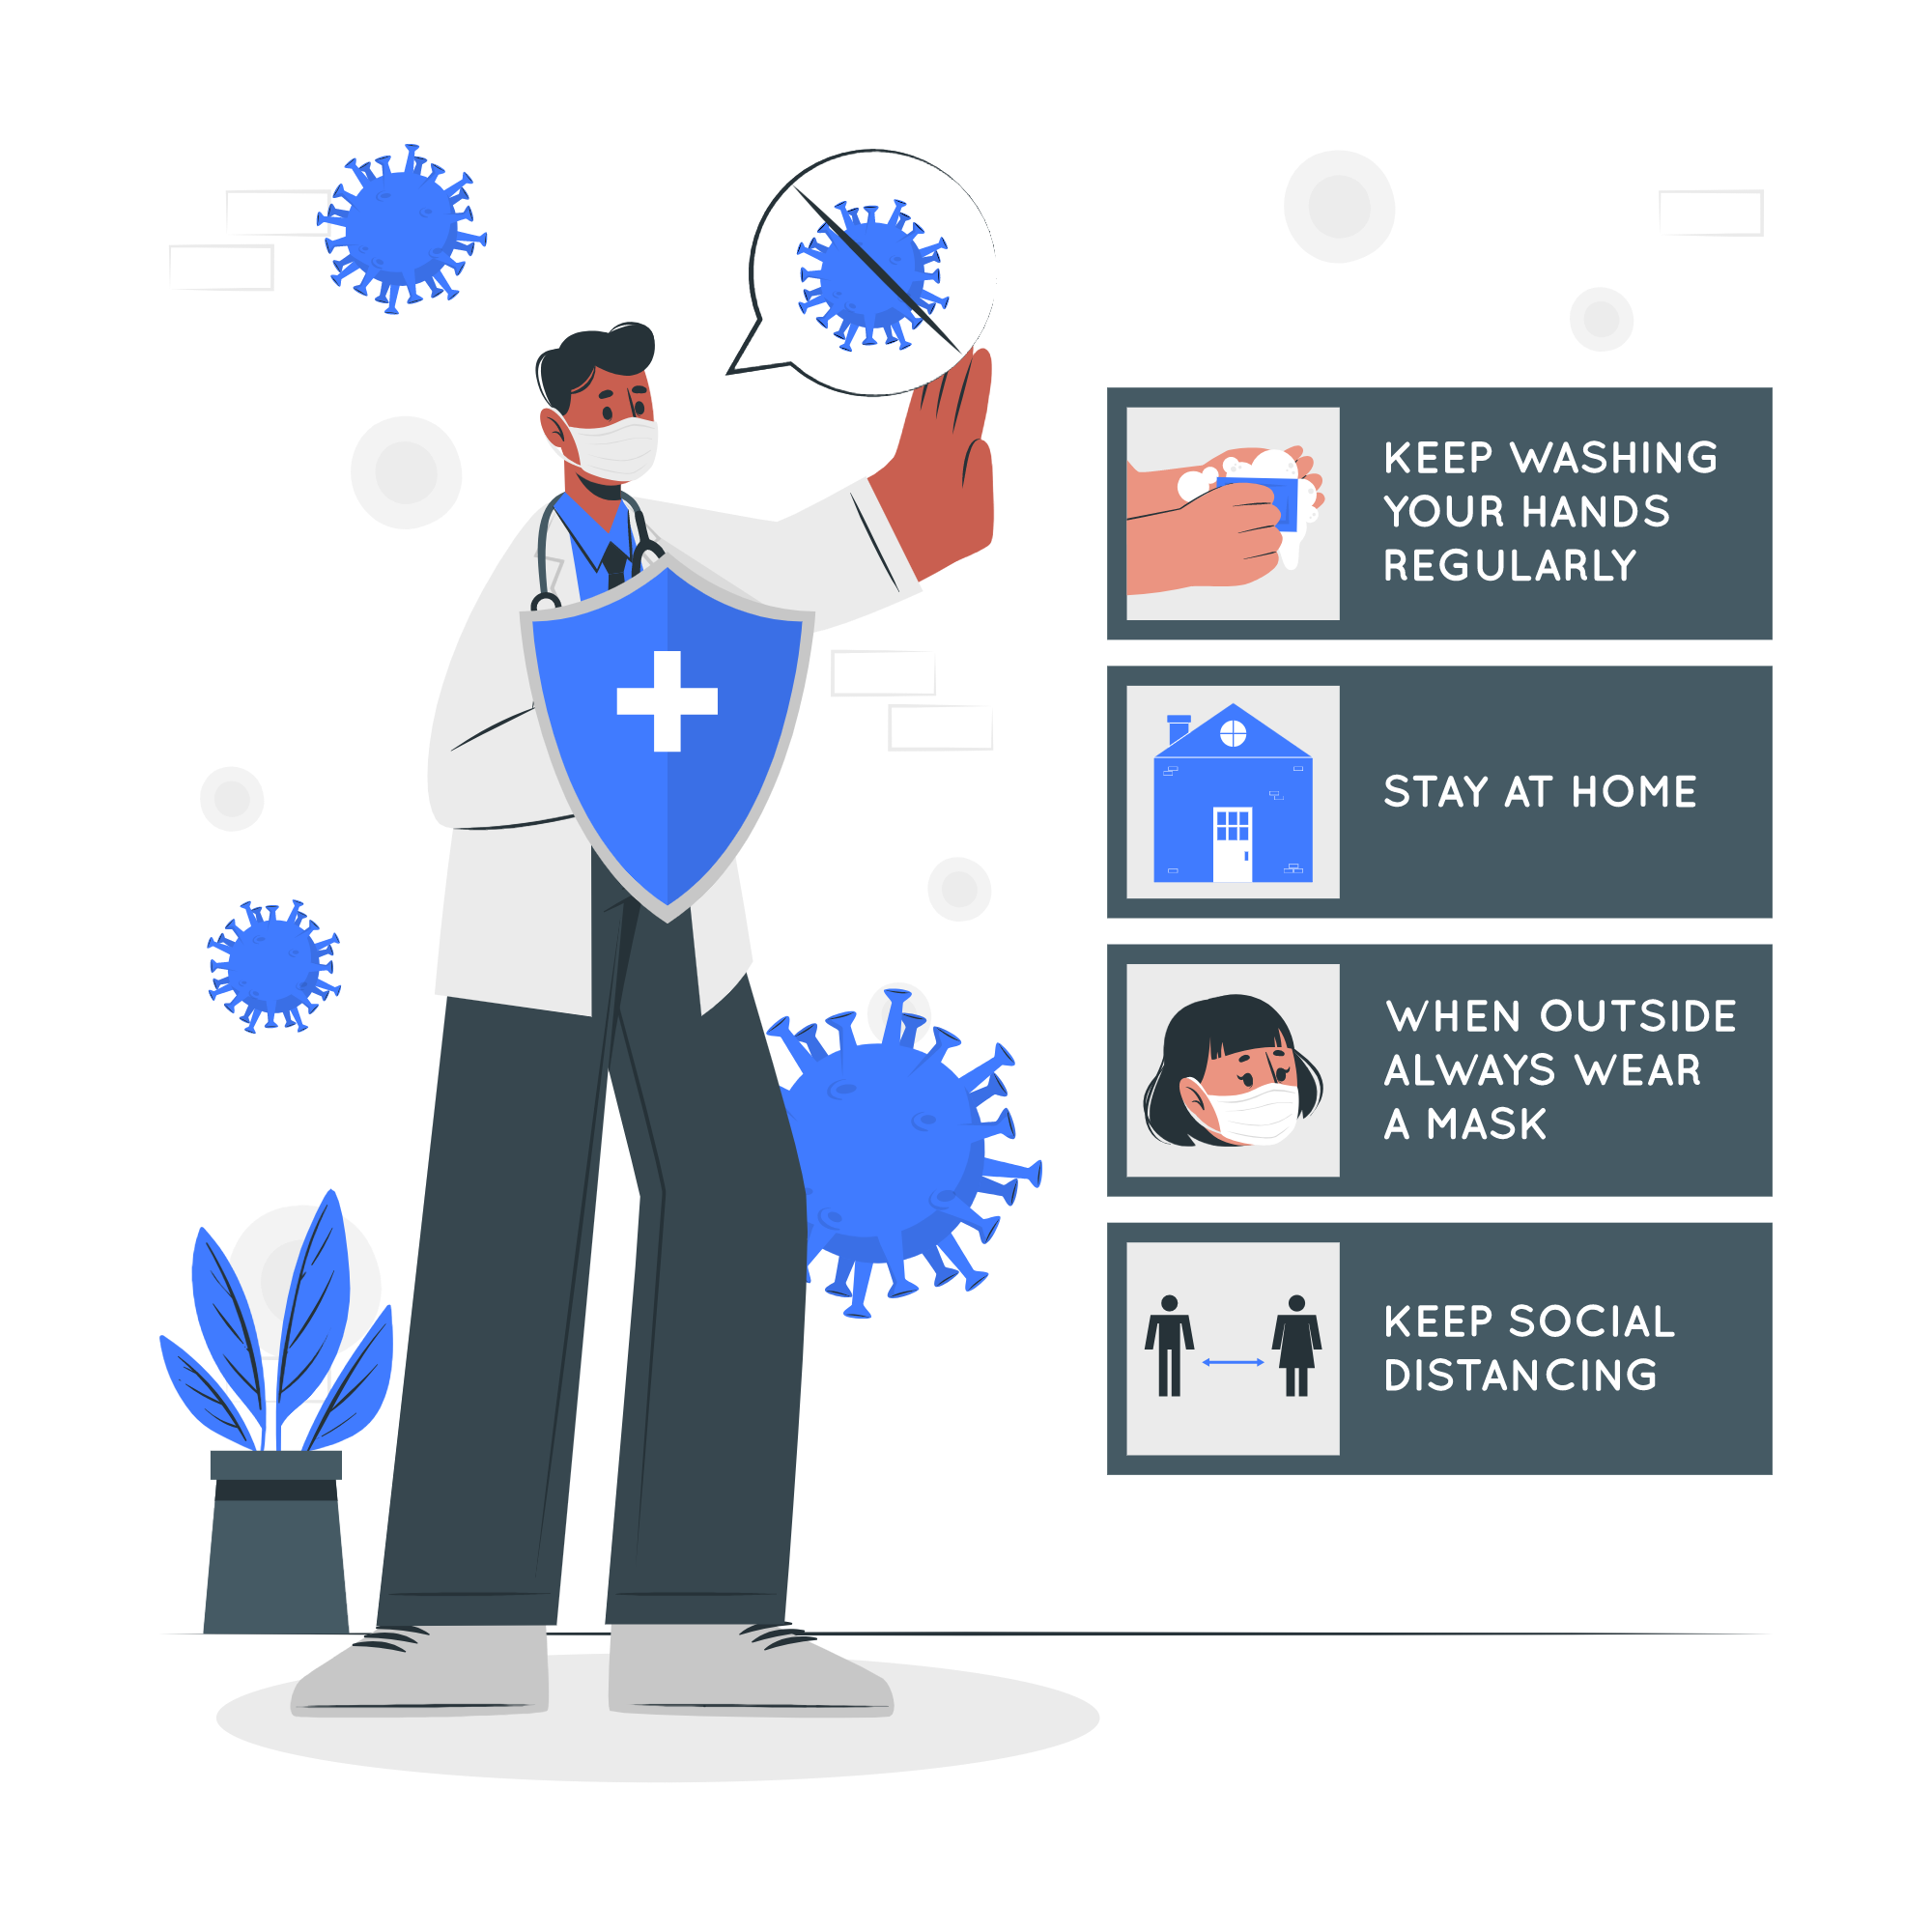 KEEP WASHING
YOUR HANDS
REGULARLY
STAY AT HOME
WHEN OUTSIDE
ALWAYS WEAR
A MASK
KEEP SOCIAL
DISTANCING